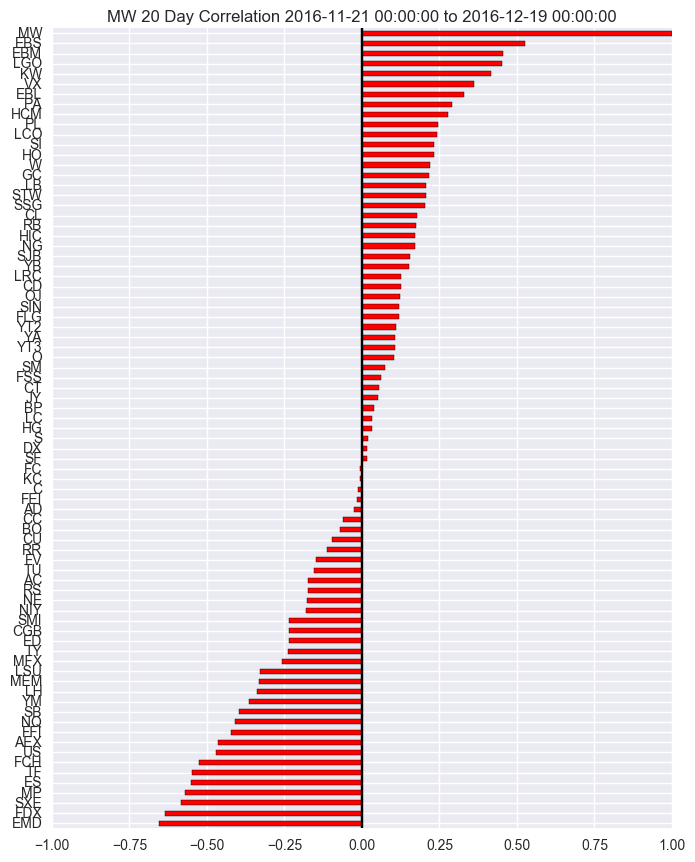 MW 20 Day Correlation 2016-11-21 00:00:00 to 2016-12-19 00:00:00
MW
EBS
EBM
LGO
KW
VX
EBL
PA
HCM
PL
LCO
SI
HO
W
GC
LB
STW
SSG
CL
RB
HIC
NG
SJB
YB
LRC
CD
OJ
SIN
FLG
YT2
YA
YT3
O
SM
FSS
CT
JY
BP
LC
HG
S
DX
SF
FC
KC
C
FEI
AD
CC
BO
CU
RR
FV
TU
AC
RS
NE
NIY
SMI
CGB
ED
TY
MFX
LSU
MEM
LH
YM
SB
NQ
EFI
AEX
US
FCH
TF
ES
MP
SXE
FDX
EMD
−1.00 −0.75 −0.50 −0.25 0.00 0.25 0.50 0.75 1.00